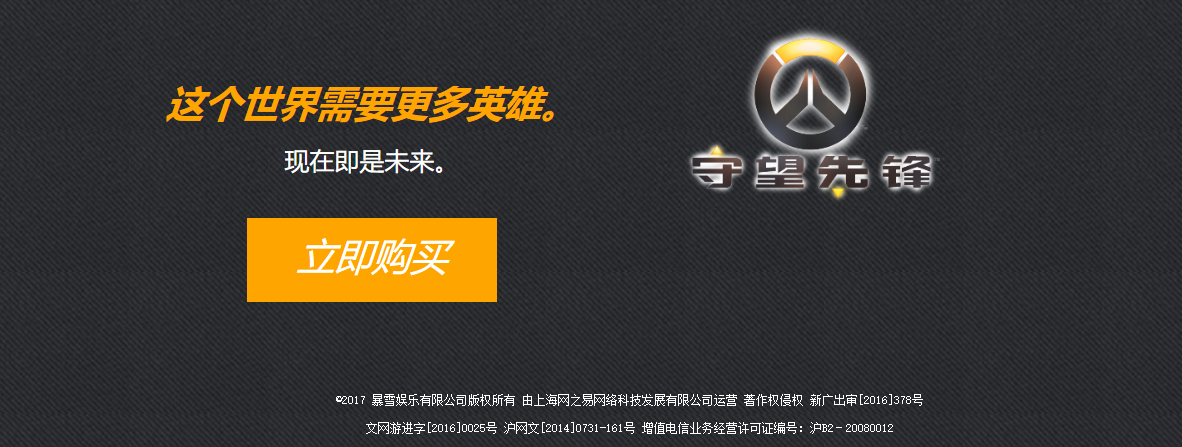 这个世界需要更多英雄。
现在即是未来。
立即购买
守望先锋
©2017 暴雪娱乐有限公司版权所有 由上海网之易网络科技发展有限公司运营 著作权侵权 新广出审[2016]378号
文网游进字[2016]0025号 沪网文[2014]0731-161号 增值电信业务经营许可证编号：沪B2－20080012